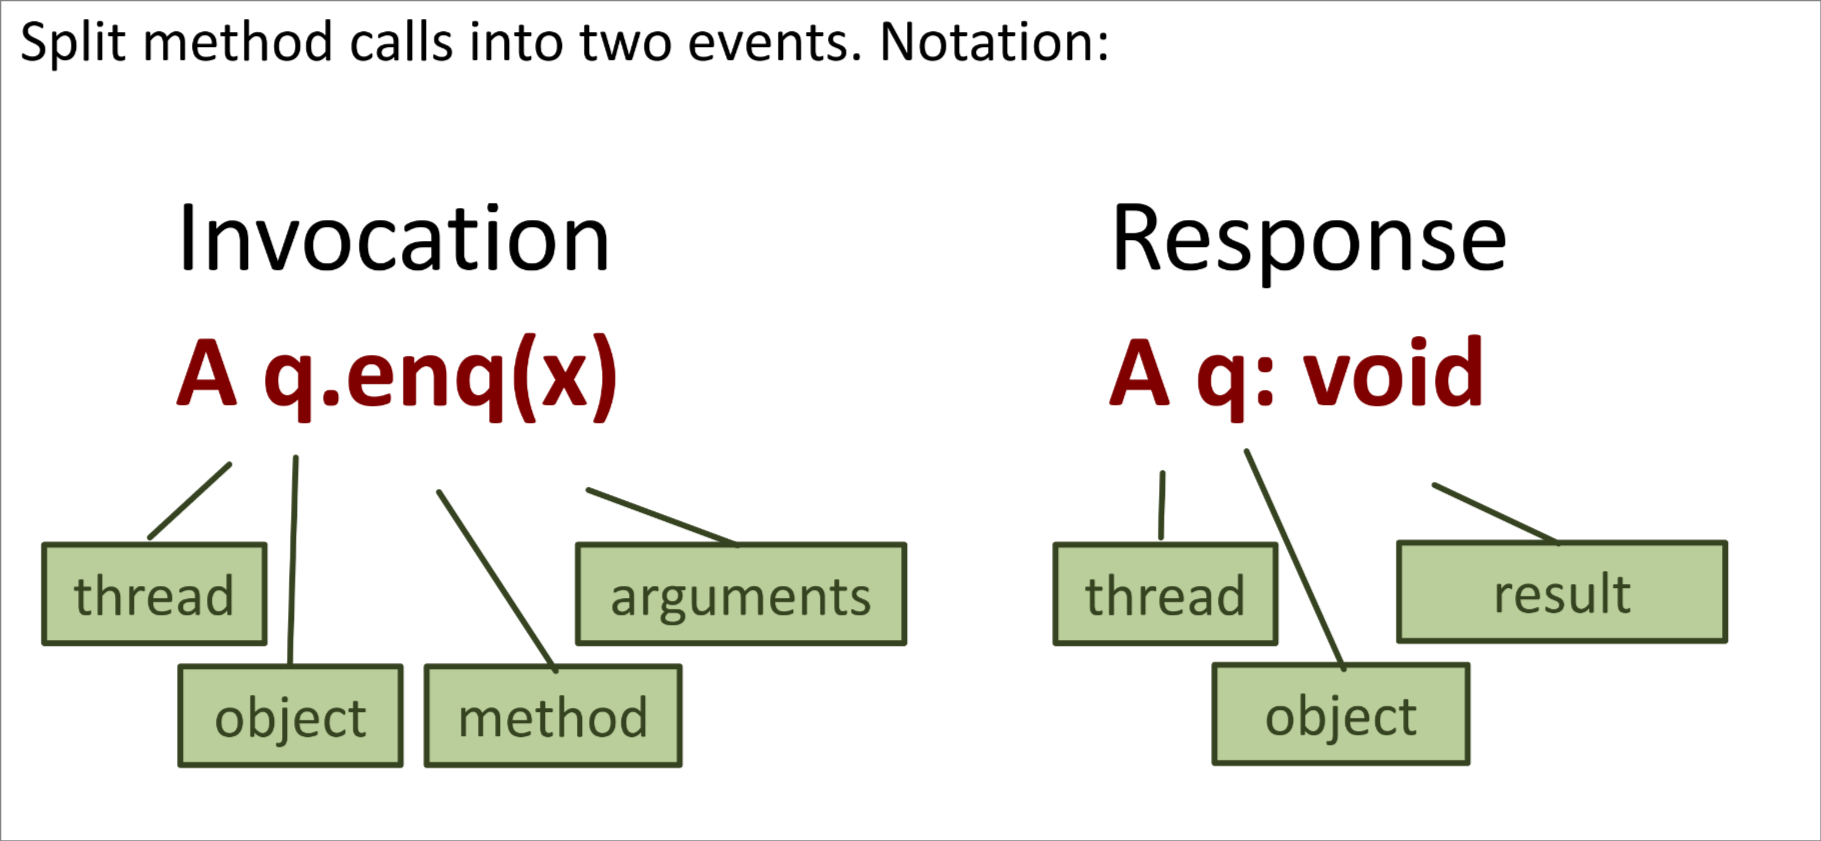 Split method calls into two events. Notation:
Invocation
A q.enq(x)
thread
object
method
arguments
Response
A q: void
thread
object
result